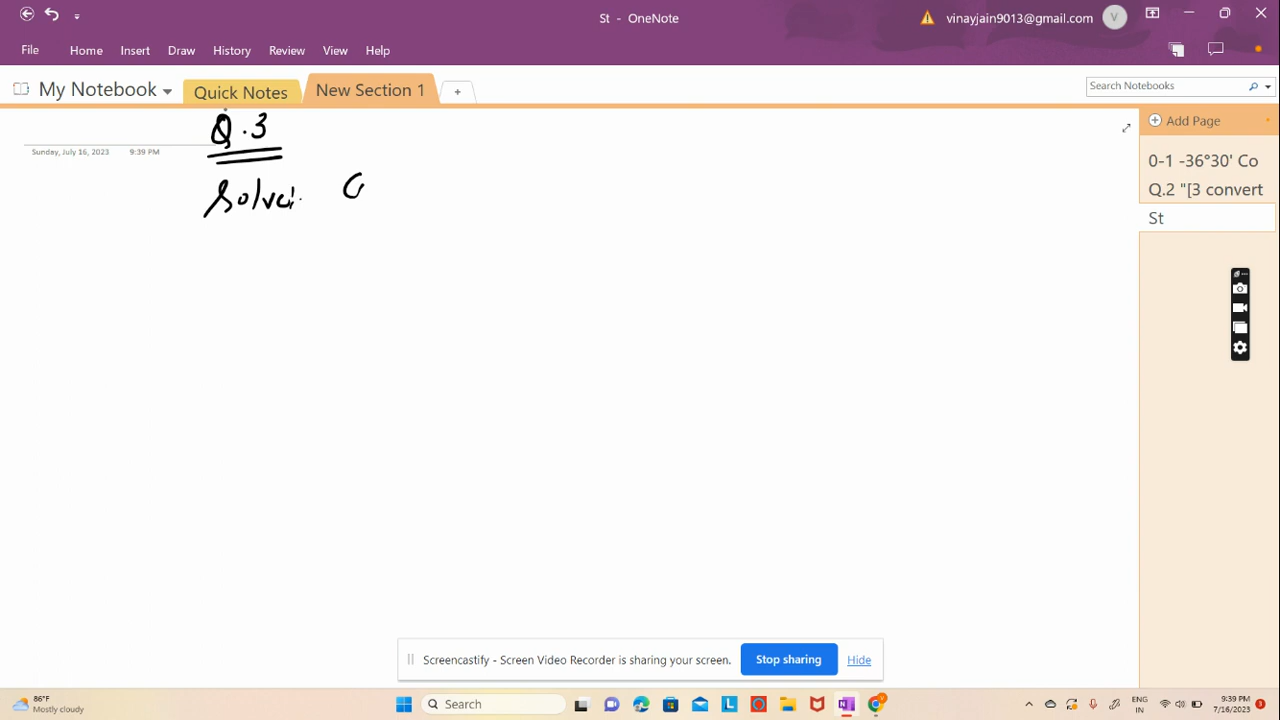 St - OneNote
vinayjain9013@gmail.com
V
File Home Insert Draw History Review View Help
My Notebook Quick Notes New Section 1 +
Search Notebooks
Add Page
0-1 -36°30' Co
Q.2 "[3 convert
St
Q.3
Sunday, July 16, 2023 9:39 PM
Solve:
Screencastify - Screen Video Recorder is sharing your screen. Stop sharing Hide
86°F
Mostly cloudy
Search
ENG
IN
9:39 PM
7/16/2023